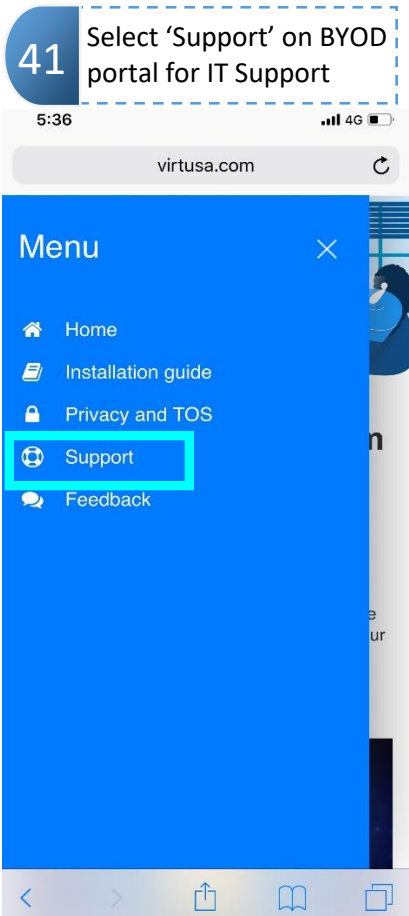 41
Select ‘Support’ on BYOD
portal for IT Support
5:36
4G
virtusa.com
Menu
Home
Installation guide
Privacy and TOS
Support
Feedback
n
e
ur